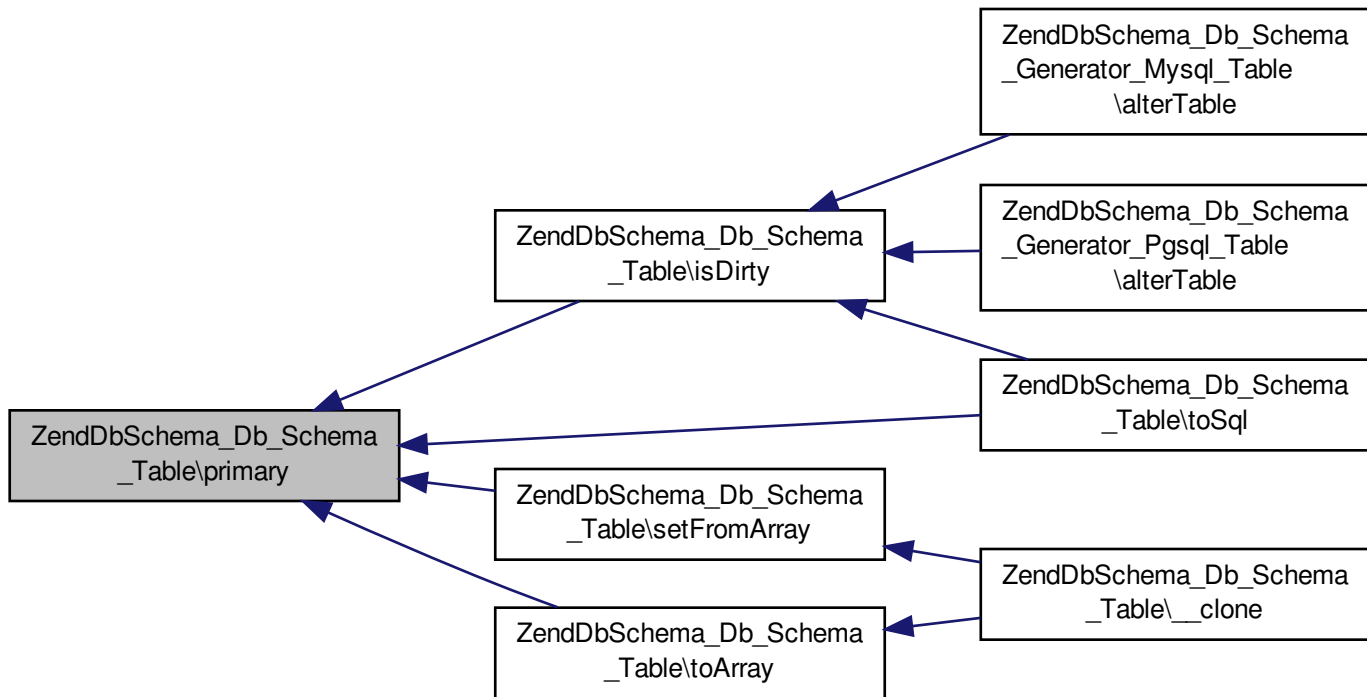 ZendDbSchema_Db_Schema
_Generator_Mysql_Table
\alterTable
ZendDbSchema_Db_Schema
_Generator_Pgsql_Table
\alterTable
ZendDbSchema_Db_Schema
_Table\isDirty
ZendDbSchema_Db_Schema
_Table\toSql
ZendDbSchema_Db_Schema
_Table\primary
ZendDbSchema_Db_Schema
_Table\setFromArray
ZendDbSchema_Db_Schema
_Table\__clone
ZendDbSchema_Db_Schema
_Table\toArray